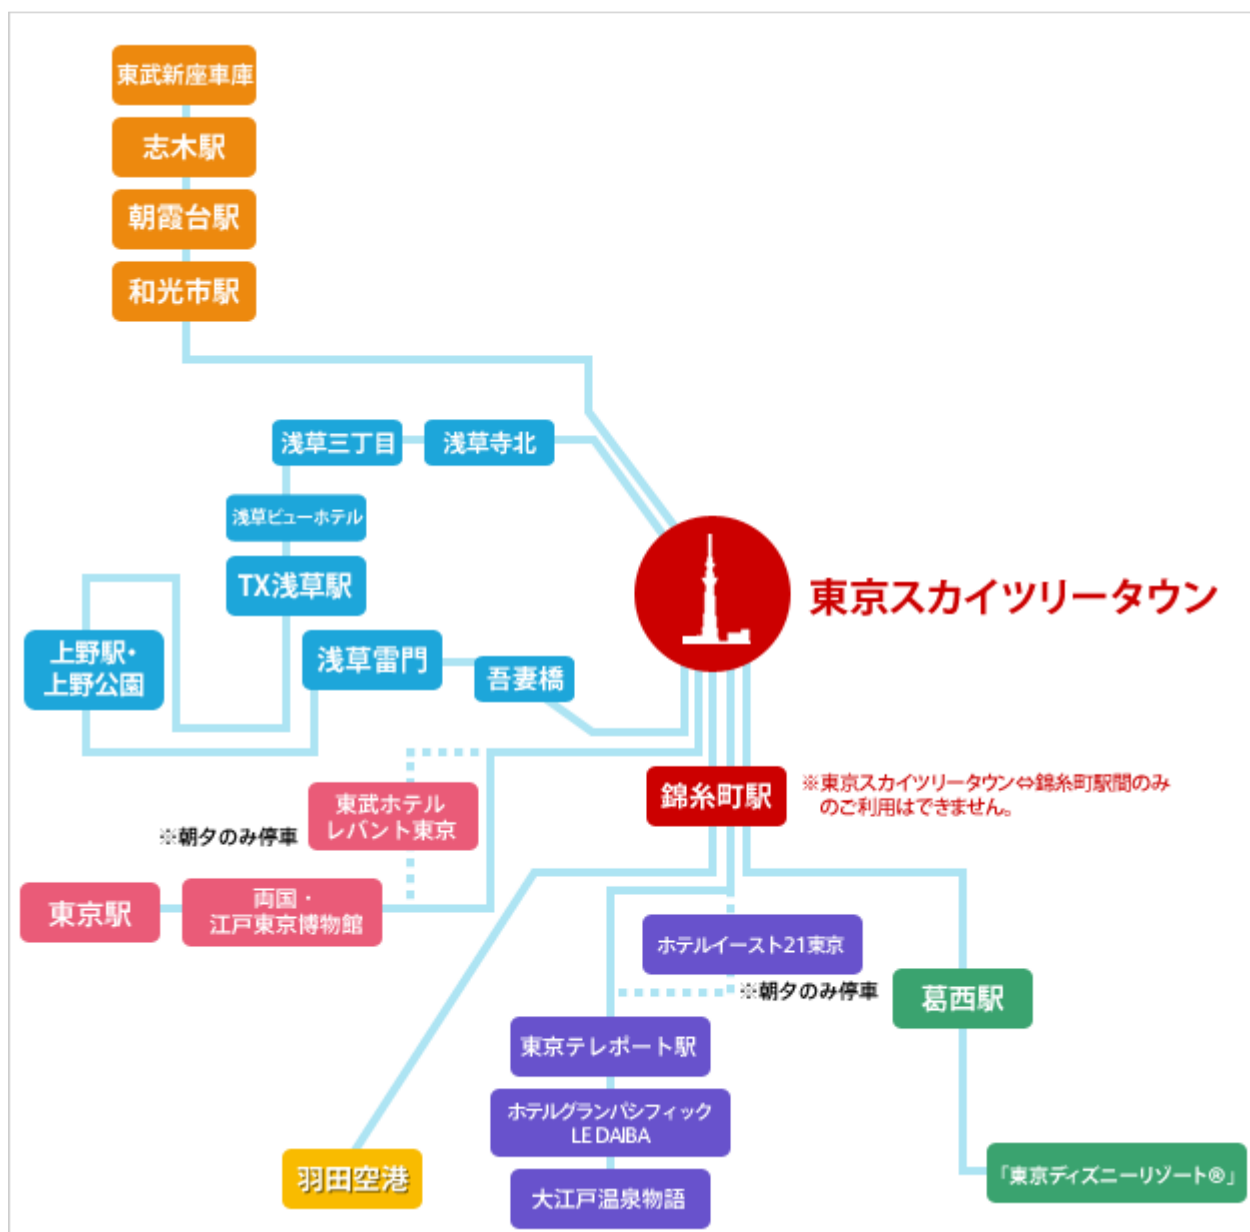 東武新座車庫
志木駅
朝霞台駅
和光市駅
浅草三丁目
浅草寺北
浅草ビューホテル
TX浅草駅
上野駅・
上野公園
浅草雷門
吾妻橋
東京スカイツリータウン
東武ホテル
レバント東京
※朝夕のみ停車
東京駅
両国・
江戸東京博物館
錦糸町駅
※東京スカイツリータウン⇔錦糸町駅間のみ
のご利用はできません。
ホテルイースト21東京
※朝夕のみ停車
葛西駅
東京テレポート駅
ホテルグランパシフィック
LE DAIBA
大江戸温泉物語
羽田空港
「東京ディズニーリゾート®」